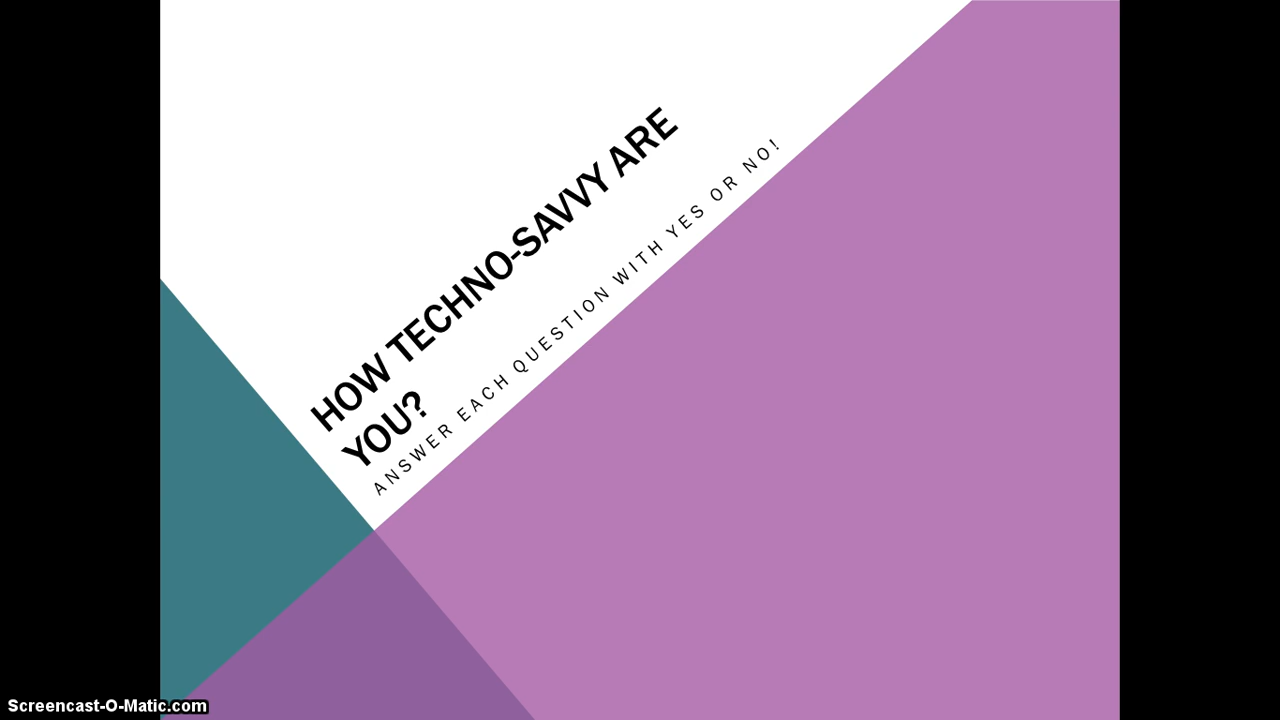 HOW TECHNO-SAVVY ARE
YOU?
ANSWER EACH QUESTION WITH YES OR NO!
Screencast-O-Matic.com